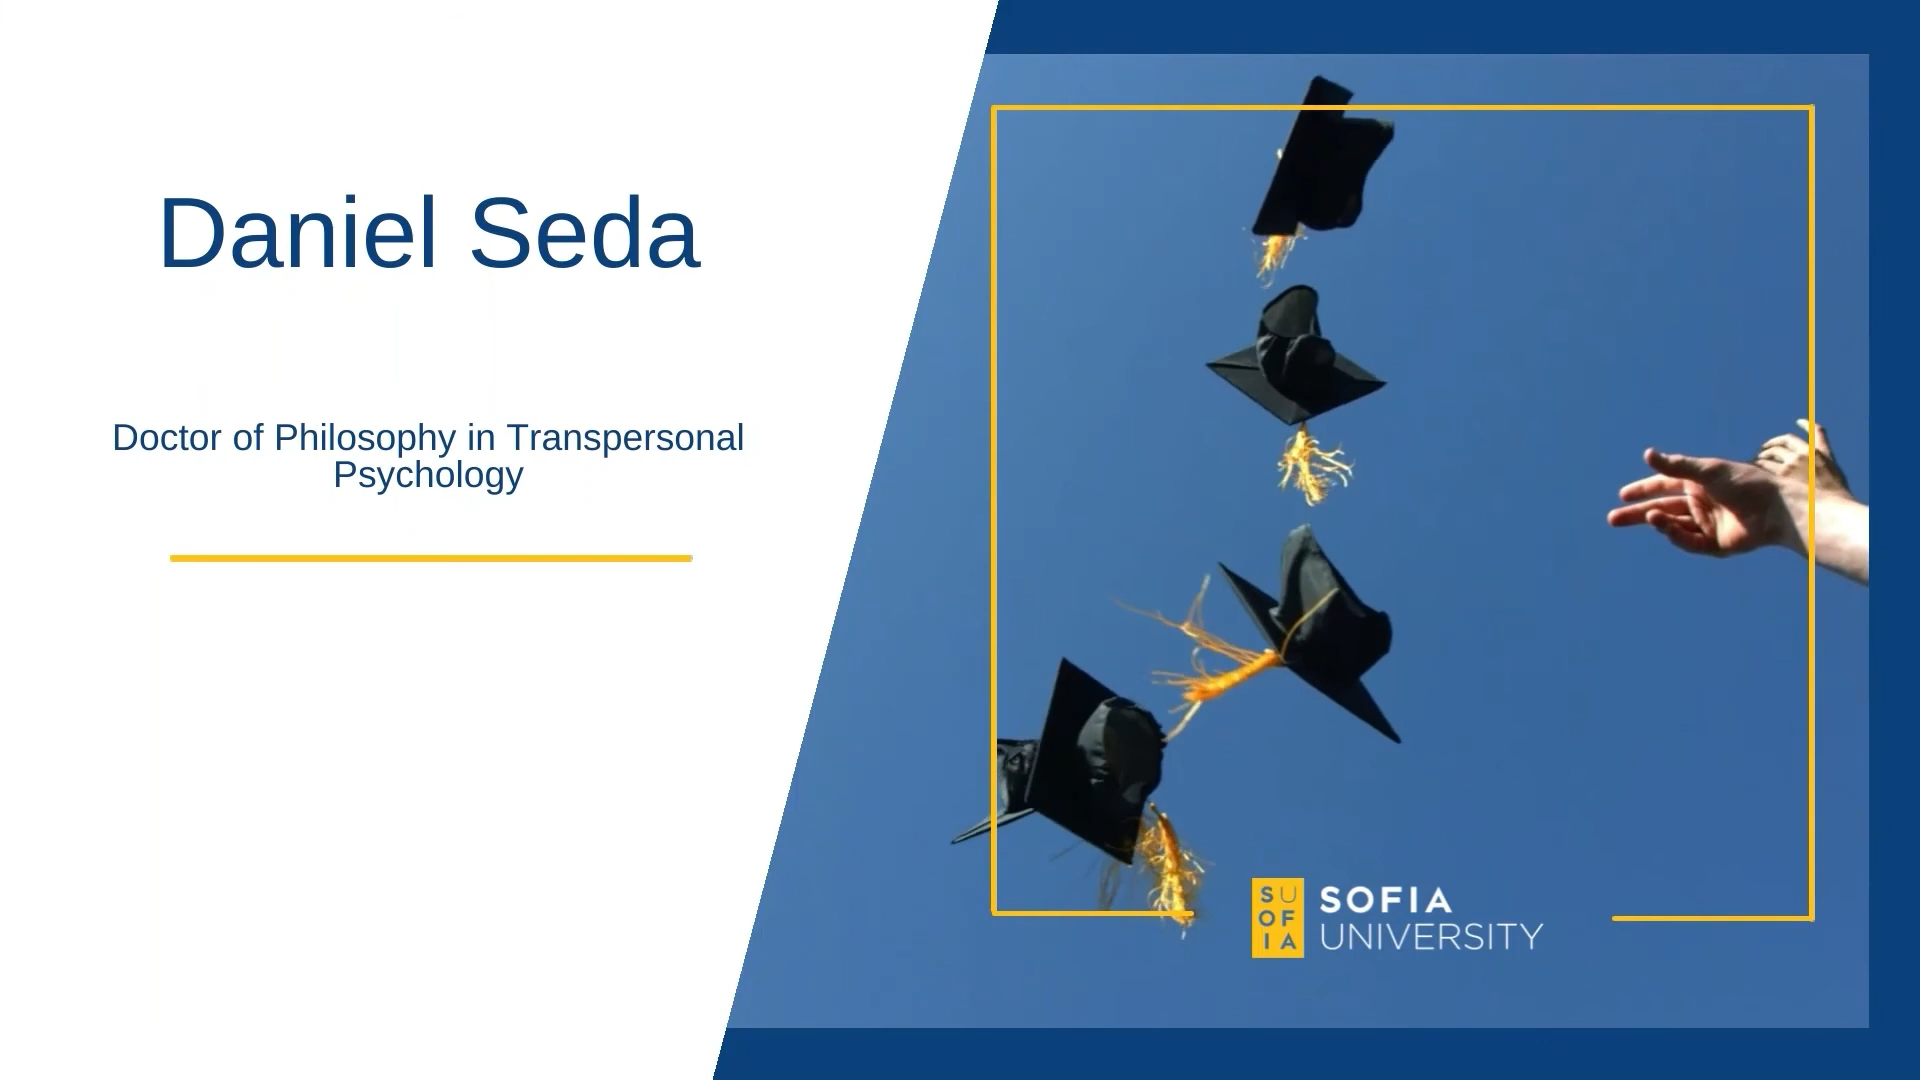 Daniel Seda
Doctor of Philosophy in Transpersonal
Psychology
SU
OF
IA
SOFIA
UNIVERSITY